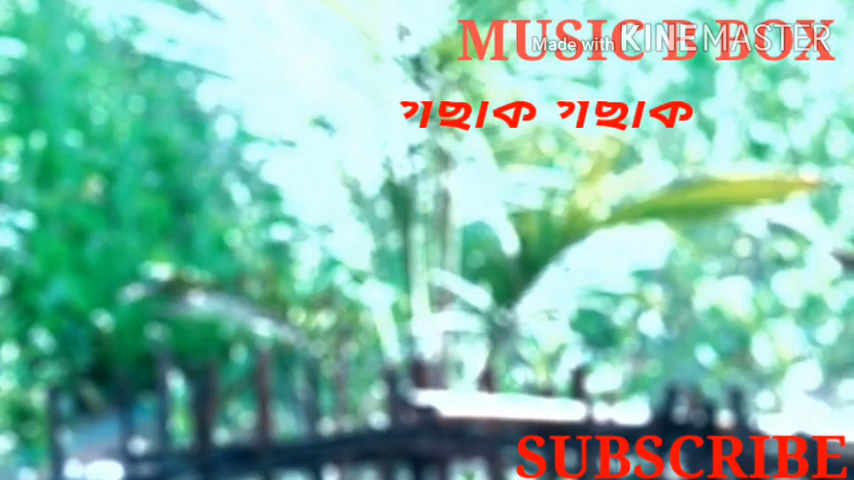 MUSIC B BOX
Made with KINEMASTER
গছাক গছাক
SUBSCRIBE